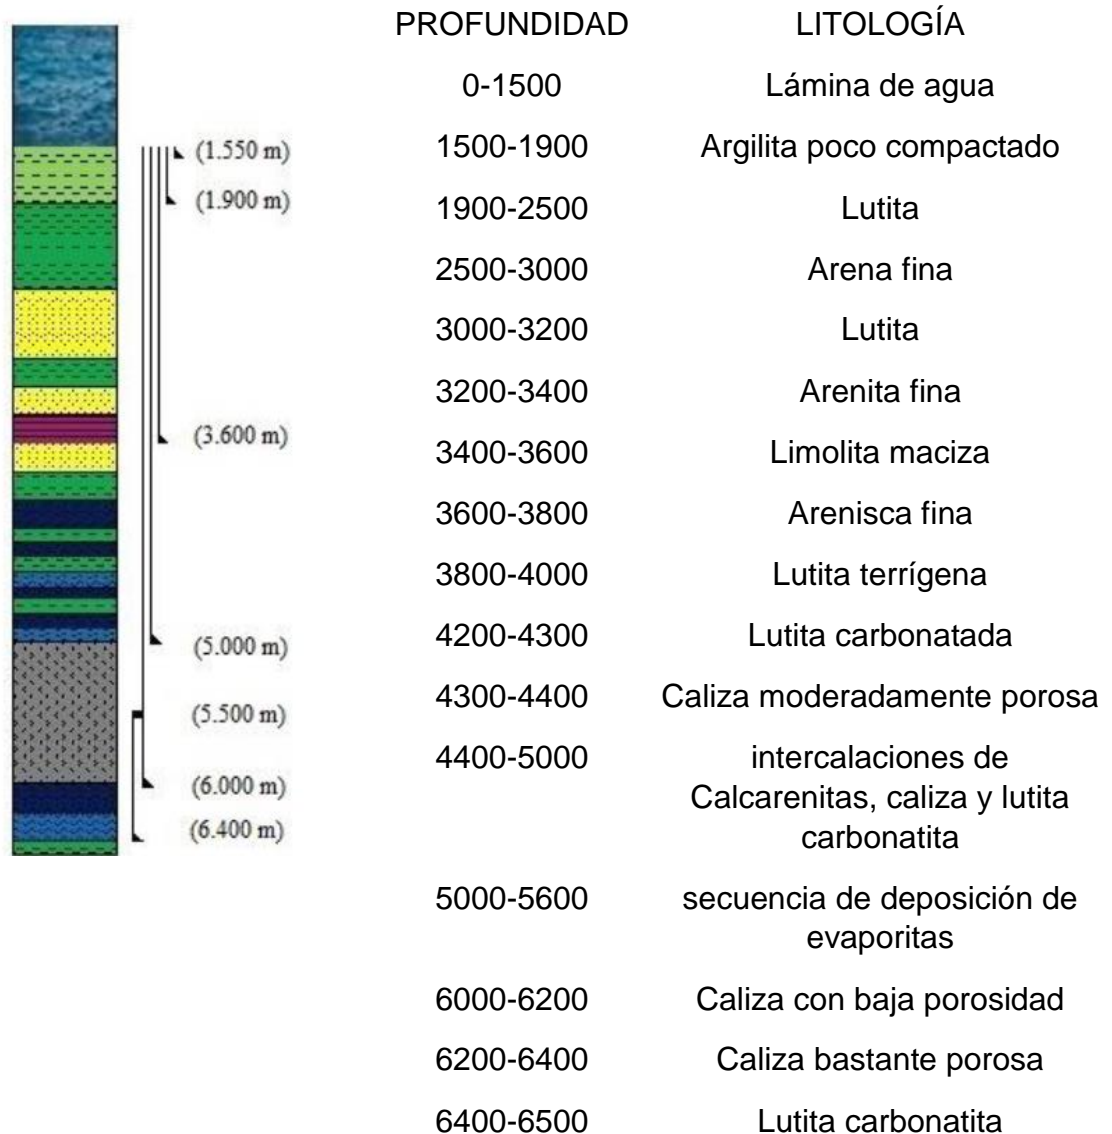 PROFUNDIDAD LITOLOGÍA
0-1500 Lámina de agua
(1.550 m)
1500-1900 Argilita poco compactado
(1.900 m)
1900-2500 Lutita
2500-3000 Arena fina
3000-3200 Lutita
3200-3400 Arenita fina
(3.600 m)
3400-3600 Limolita maciza
3600-3800 Arenisca fina
3800-4000 Lutita terrígena
4200-4300 Lutita carbonatada
(5.000 m)
4300-4400 Caliza moderadamente porosa
(5.500 m)
4400-5000 intercalaciones de
Calcarenitas, caliza y lutita
carbonatita
(6.000 m)
(6.400 m)
5000-5600 secuencia de deposición de
evaporitas
6000-6200 Caliza con baja porosidad
6200-6400 Caliza bastante porosa
6400-6500 Lutita carbonatita